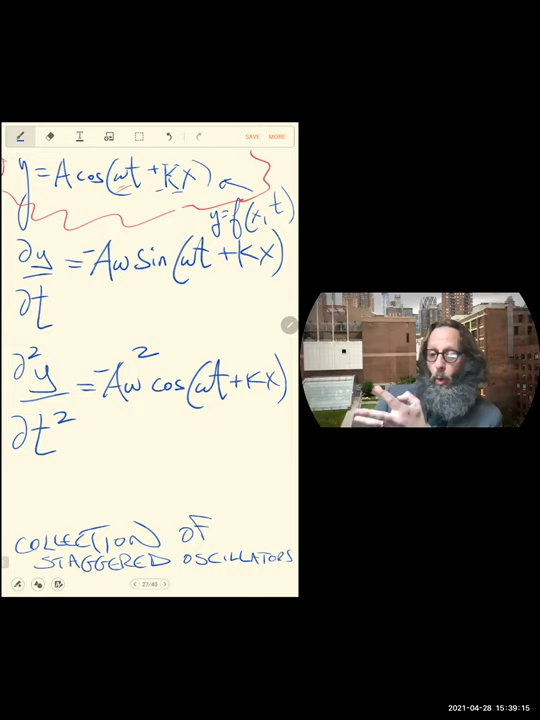 SAVE MORE
y = A cos(ωt + Kx)
y = f(x, t)
∂y/∂t = -Aω sin(ωt + Kx)
∂²y/∂t² = -Aω² cos(ωt + Kx)
COLLECTION OF
STAGGERED OSCILLATORS
27/40
2021-04-28 15:39:15